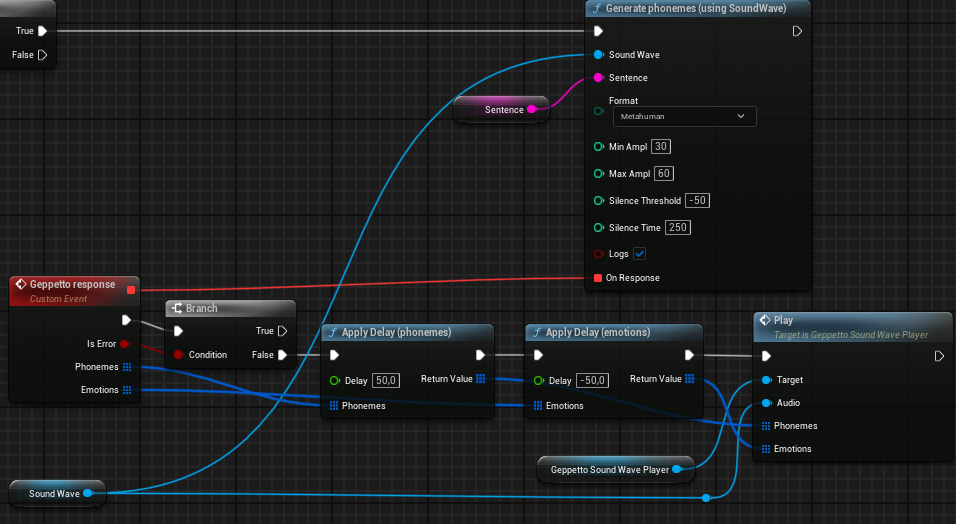 Generate phonemes (using SoundWave)
True
False
Sound Wave
Sentence
Sentence
Format
Metahuman
Min Ampl 30
Max Ampl 60
Silence Threshold -50
Silence Time 250
Logs
On Response
Geppetto response
Custom Event
Is Error
Phonemes
Emotions
Branch
True
Condition False
Apply Delay (phonemes)
Delay 50,0 Return Value
Phonemes
Apply Delay (emotions)
Delay -50,0 Return Value
Emotions
Play
Target is Geppetto Sound Wave Player
Target
Audio
Phonemes
Emotions
Geppetto Sound Wave Player
Sound Wave